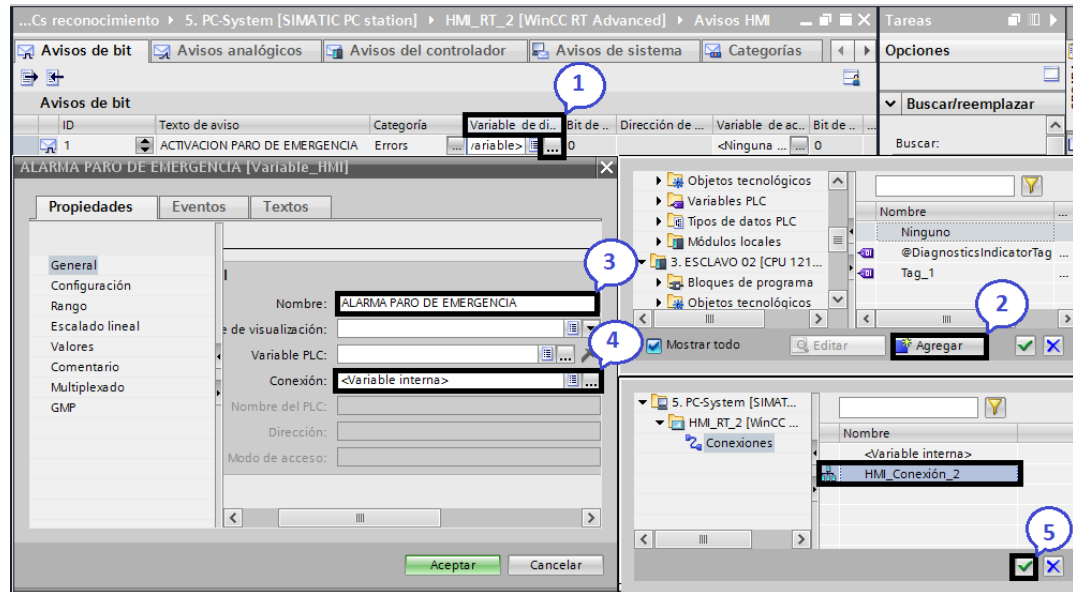 ...Cs reconocimiento ▸ 5. PC-System [SIMATIC PC station] ▸ HMI_RT_2 [WinCC RT Advanced] ▸ Avisos HMI
Tareas
Avisos de bit
Avisos analógicos
Avisos del controlador
Avisos de sistema
Categorías
Opciones
1
Avisos de bit
Buscar/reemplazar
ID
Texto de aviso
Categoría
Variable de di..
Bit de ..
Dirección de ...
Variable de ac..
Bit de ..
...
Buscar:
1
ACTIVACION PARO DE EMERGENCIA
Errors
...
...
0
<Ninguna ...
...
0
ALARMA PARO DE EMERGENCIA [Variable_HMI]
Propiedades
Eventos
Textos
General
Configuración
Rango
Escalado lineal
Valores
Comentario
Multiplexado
GMP
3
Nombre:
ALARMA PARO DE EMERGENCIA
de visualización:
4
Variable PLC:
...
Conexión:
<Variable interna>
...
Nombre del PLC:
Dirección:
Modo de acceso:
Aceptar
Cancelar
Objetos tecnológicos
Variables PLC
Tipos de datos PLC
Módulos locales
3. ESCLAVO 02 [CPU 121...
Bloques de programa
Objetos tecnológicos
Nombre
...
Ninguno
@DiagnosticsIndicatorTag
...
Tag_1
...
2
Mostrar todo
Editar
Agregar
5. PC-System [SIMAT...
HMI_RT_2 [WinCC ...
Conexiones
Nombre
<Variable interna>
HMI_Conexión_2
5